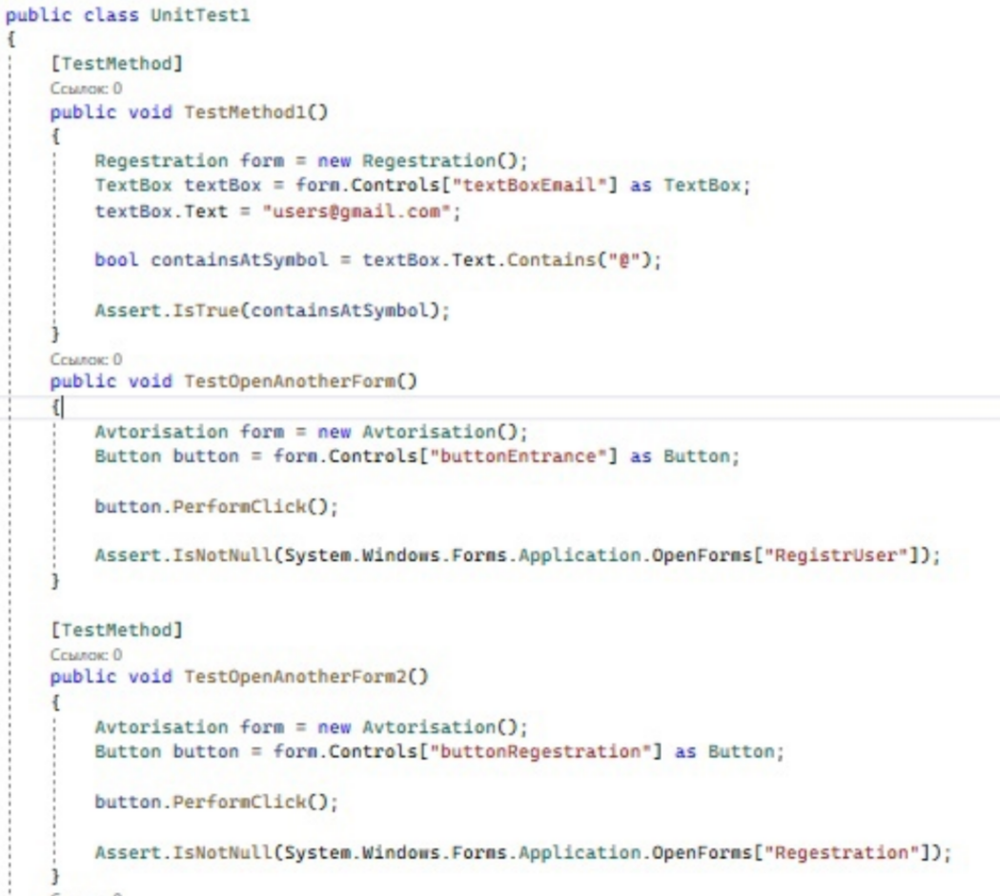 public class UnitTest1
{
[TestMethod]
Ссылок: 0
public void TestMethod1()
{
Regestration form = new Regestration();
TextBox textBox = form.Controls["textBoxEmail"] as TextBox;
textBox.Text = "users@gmail.com";
bool containsAtSymbol = textBox.Text.Contains("@");
Assert.IsTrue(containsAtSymbol);
}
Ссылок: 0
public void TestOpenAnotherForm()
{
Avtorisation form = new Avtorisation();
Button button = form.Controls["buttonEntrance"] as Button;
button.PerformClick();
Assert.IsNotNull(System.Windows.Forms.Application.OpenForms["RegistrUser"]);
}
[TestMethod]
Ссылок: 0
public void TestOpenAnotherForm2()
{
Avtorisation form = new Avtorisation();
Button button = form.Controls["buttonRegestration"] as Button;
button.PerformClick();
Assert.IsNotNull(System.Windows.Forms.Application.OpenForms["Regestration"]);
}